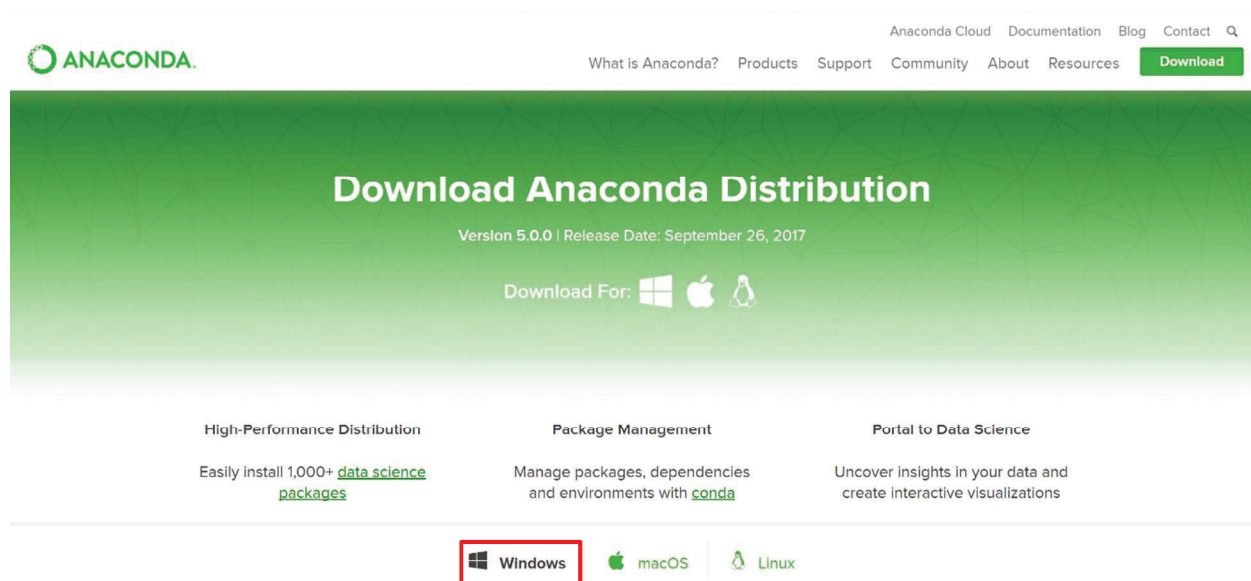 Anaconda Cloud Documentation Blog Contact
ANACONDA.
What is Anaconda? Products Support Community About Resources Download
Download Anaconda Distribution
Version 5.0.0 | Release Date: September 26, 2017
Download For:
High-Performance Distribution
Easily install 1,000+ data science
packages
Package Management
Manage packages, dependencies
and environments with conda
Portal to Data Science
Uncover insights in your data and
create interactive visualizations
Windows macOS Linux